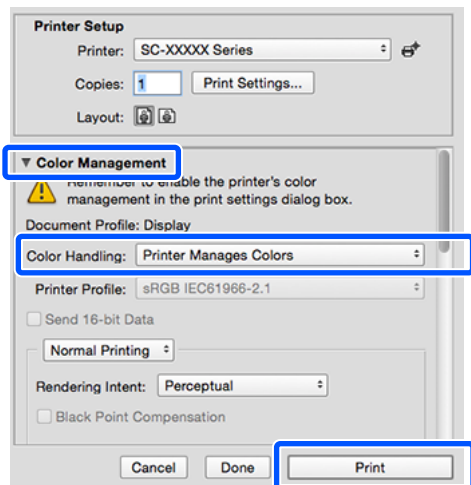 Printer Setup
Printer: SC-XXXXX Series
Copies: 1 Print Settings...
Layout:
Color Management
Remember to enable the printer's color
management in the print settings dialog box.
Document Profile: Display
Color Handling: Printer Manages Colors
Printer Profile: sRGB IEC61966-2.1
Send 16-bit Data
Normal Printing
Rendering Intent: Perceptual
Black Point Compensation
Cancel Done Print